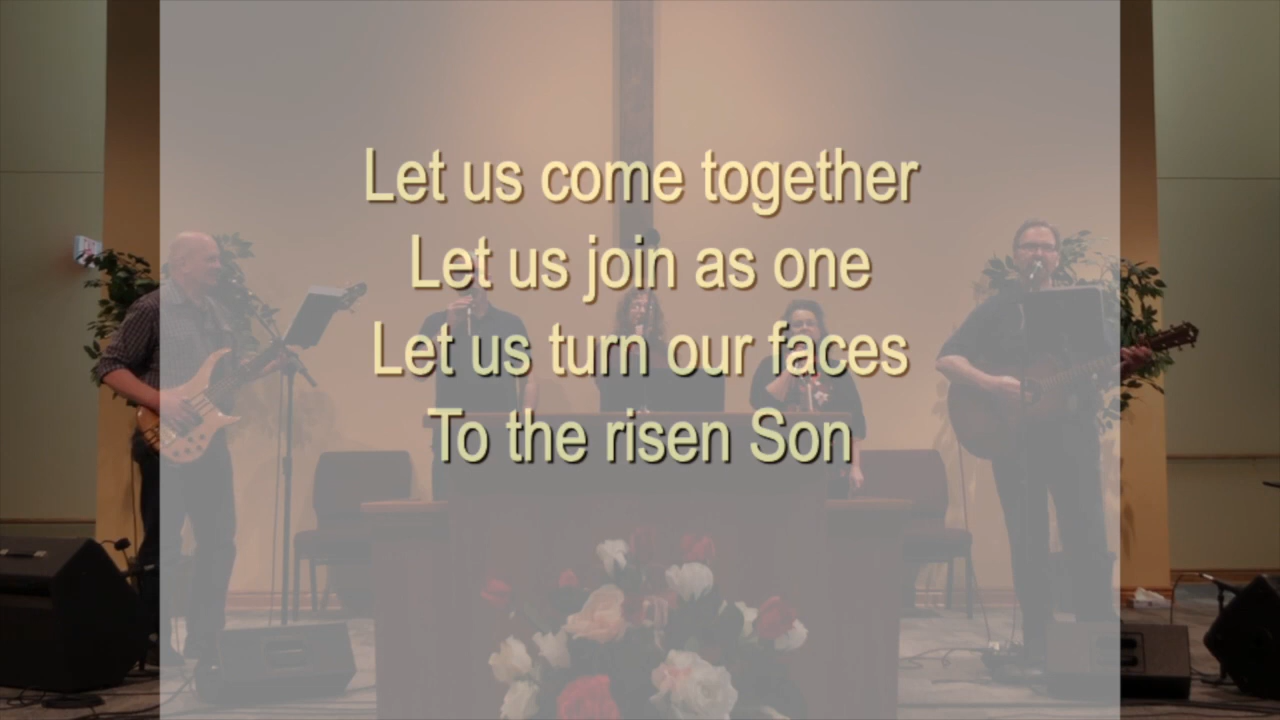 Let us come together
Let us join as one
Let us turn our faces
To the risen Son